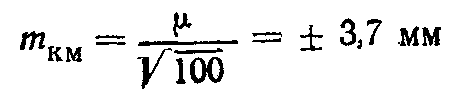 m_км = μ / √100 = ± 3,7 мм